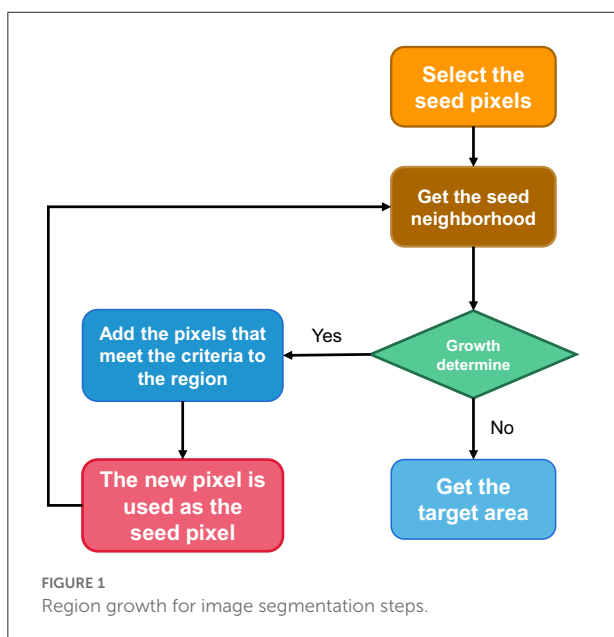 Select the
seed pixels
Get the seed
neighborhood
Growth
determine
Yes
Add the pixels that
meet the criteria to
the region
The new pixel is
used as the
seed pixel
No
Get the
target area
FIGURE 1
Region growth for image segmentation steps.